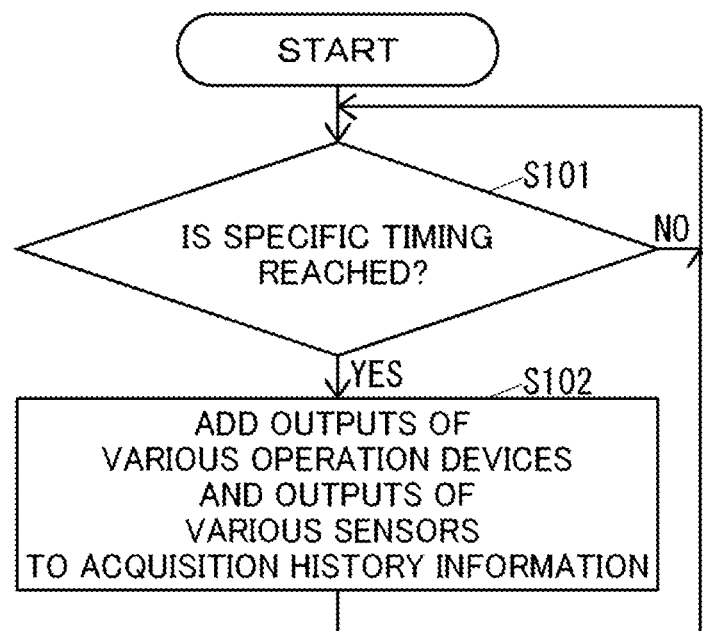 START
S101
IS SPECIFIC TIMING
REACHED?
NO
YES
S102
ADD OUTPUTS OF
VARIOUS OPERATION DEVICES
AND OUTPUTS OF
VARIOUS SENSORS
TO ACQUISITION HISTORY INFORMATION